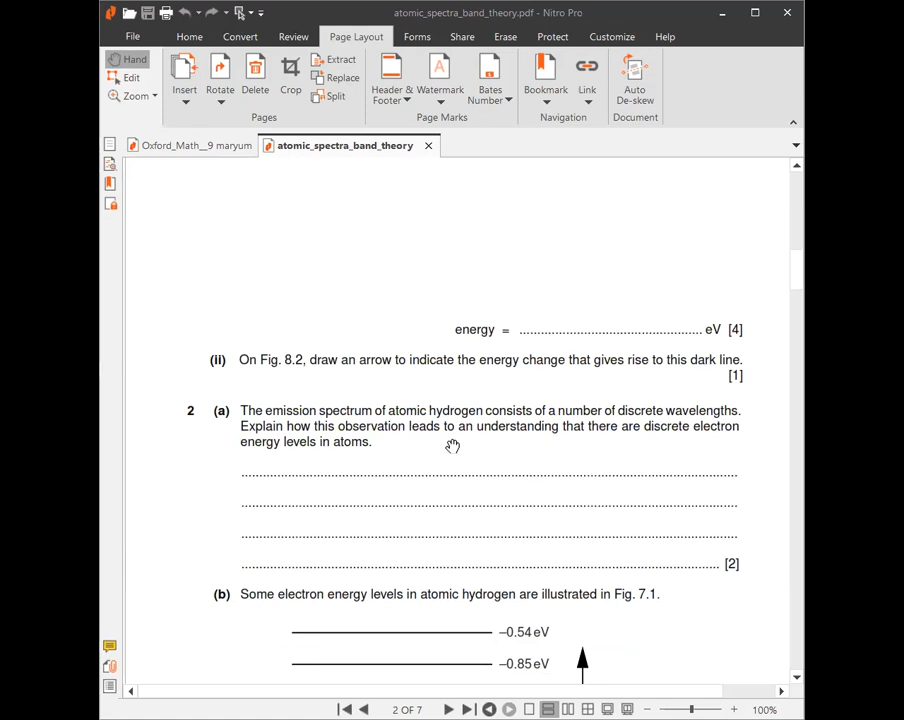 atomic_spectra_band_theory.pdf - Nitro Pro
File Home Convert Review Page Layout Forms Share Erase Protect Customize Help
Hand
Edit
Zoom
Insert Rotate Delete Crop
Extract
Replace
Split
Pages
Header & Footer
Watermark
Bates Number
Page Marks
Bookmark
Link
Navigation
Auto De-skew
Document
Oxford_Math__9 maryum
atomic_spectra_band_theory
energy = .................................................. eV [4]
(ii) On Fig. 8.2, draw an arrow to indicate the energy change that gives rise to this dark line.
[1]
2 (a) The emission spectrum of atomic hydrogen consists of a number of discrete wavelengths.
Explain how this observation leads to an understanding that there are discrete electron
energy levels in atoms.
..........................................................................................................................................
..........................................................................................................................................
..........................................................................................................................................
..................................................................................................................................... [2]
(b) Some electron energy levels in atomic hydrogen are illustrated in Fig. 7.1.
–0.54 eV
–0.85 eV
2 OF 7
100%